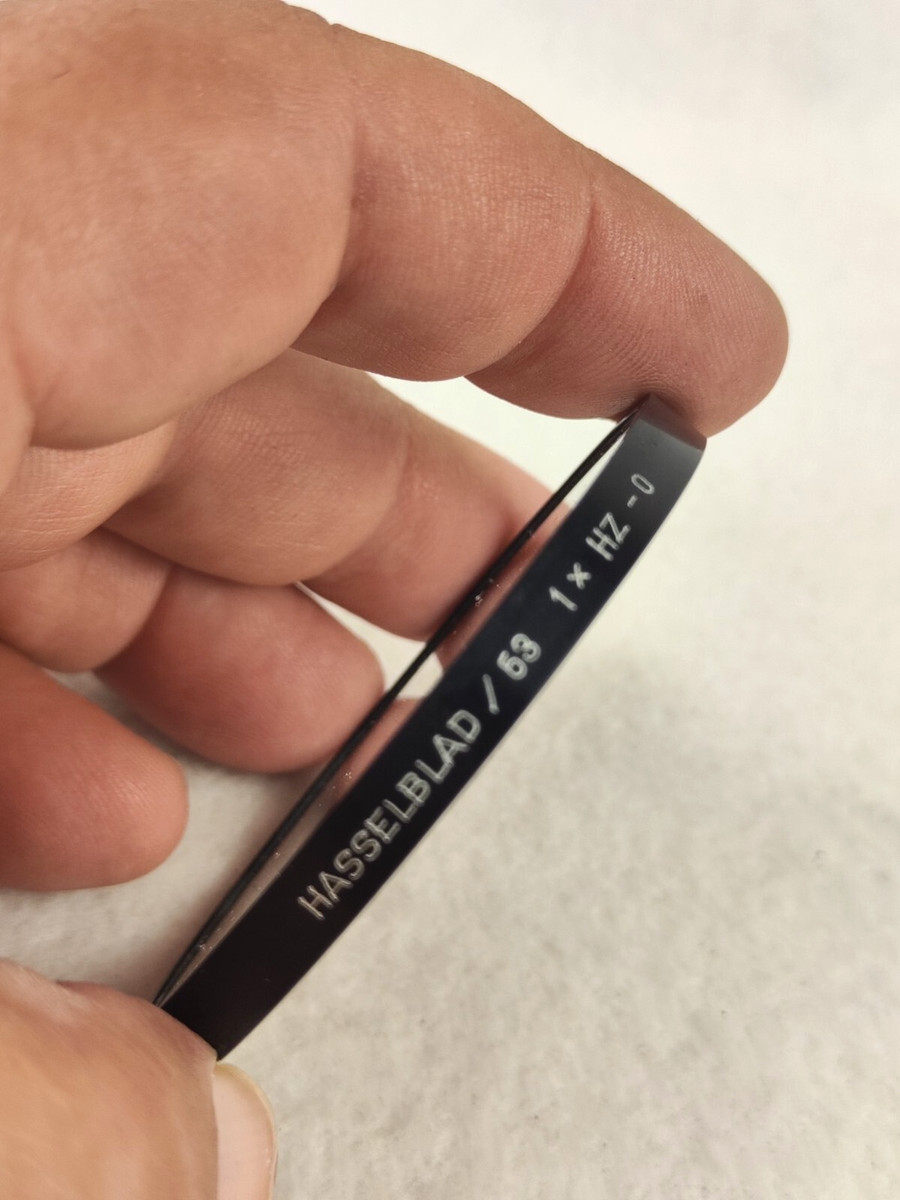 HASSELBLAD / 63 1× HZ -0